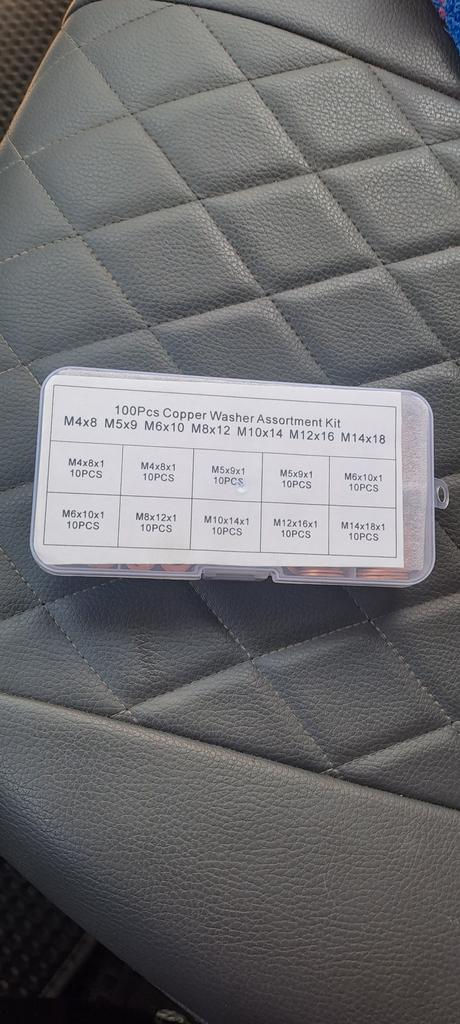 100Pcs Copper Washer Assortment Kit
M4x8 M5x9 M6x10 M8x12 M10x14 M12x16 M14x18
M4x8x1
10PCS
M4x8x1
10PCS
M5x9x1
10PCS
M5x9x1
10PCS
M6x10x1
10PCS
M6x10x1
10PCS
M8x12x1
10PCS
M10x14x1
10PCS
M12x16x1
10PCS
M14x18x1
10PCS